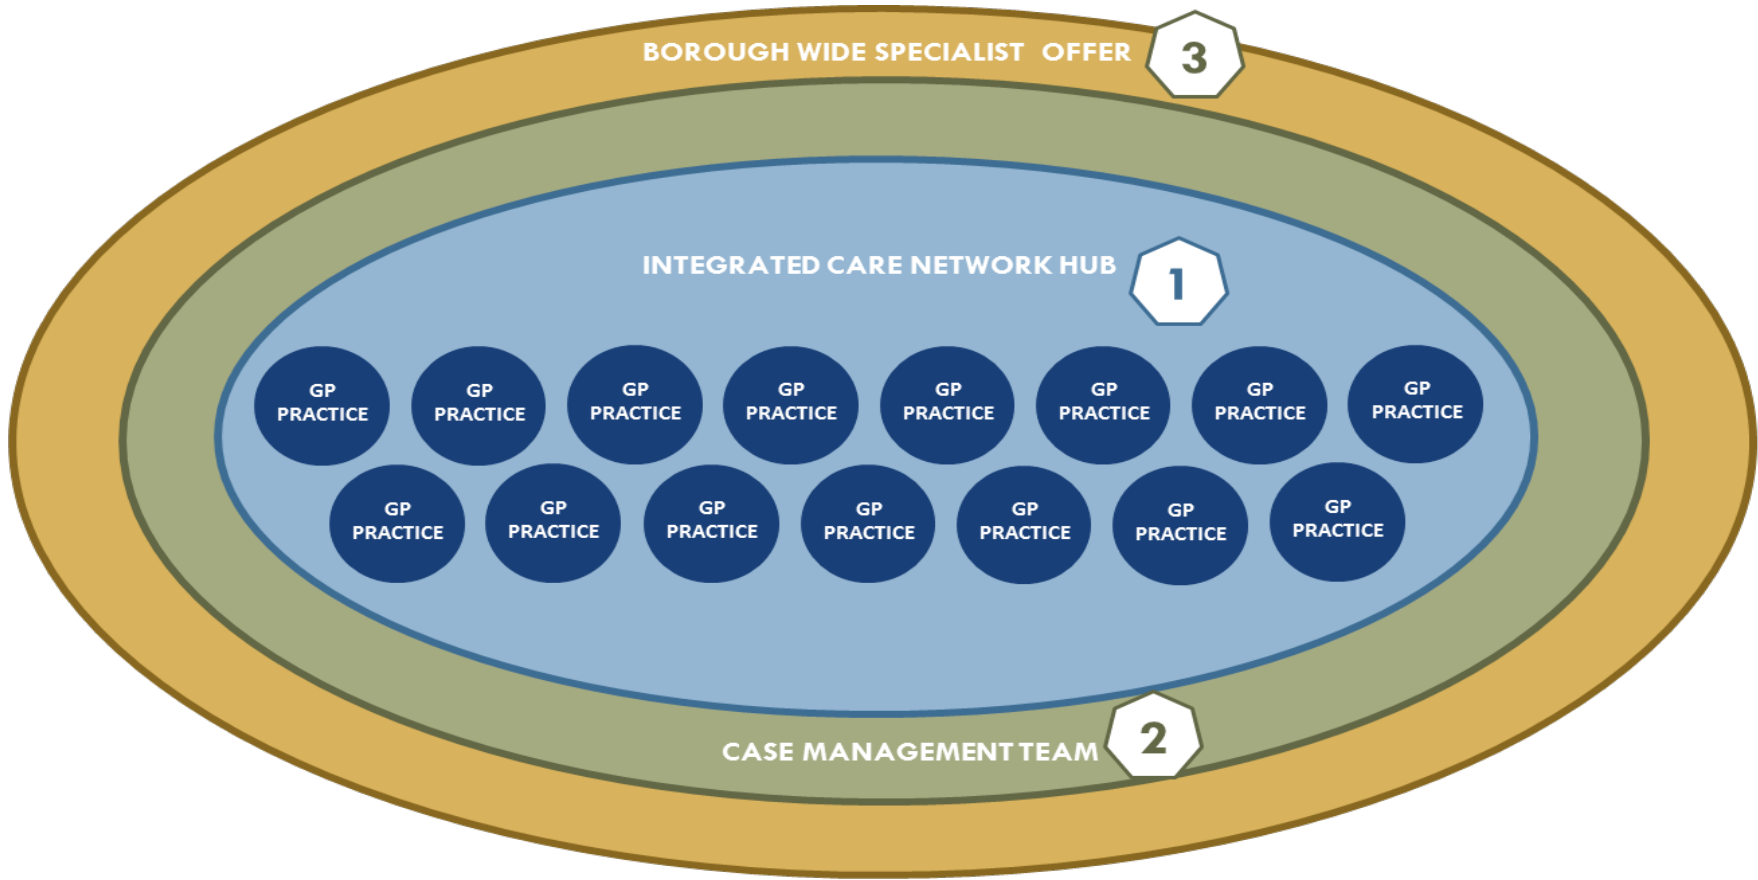 BOROUGH WIDE SPECIALIST OFFER
3
INTEGRATED CARE NETWORK HUB
1
GP
PRACTICE
GP
PRACTICE
GP
PRACTICE
GP
PRACTICE
GP
PRACTICE
GP
PRACTICE
GP
PRACTICE
GP
PRACTICE
GP
PRACTICE
GP
PRACTICE
GP
PRACTICE
GP
PRACTICE
GP
PRACTICE
GP
PRACTICE
GP
PRACTICE
CASE MANAGEMENT TEAM
2